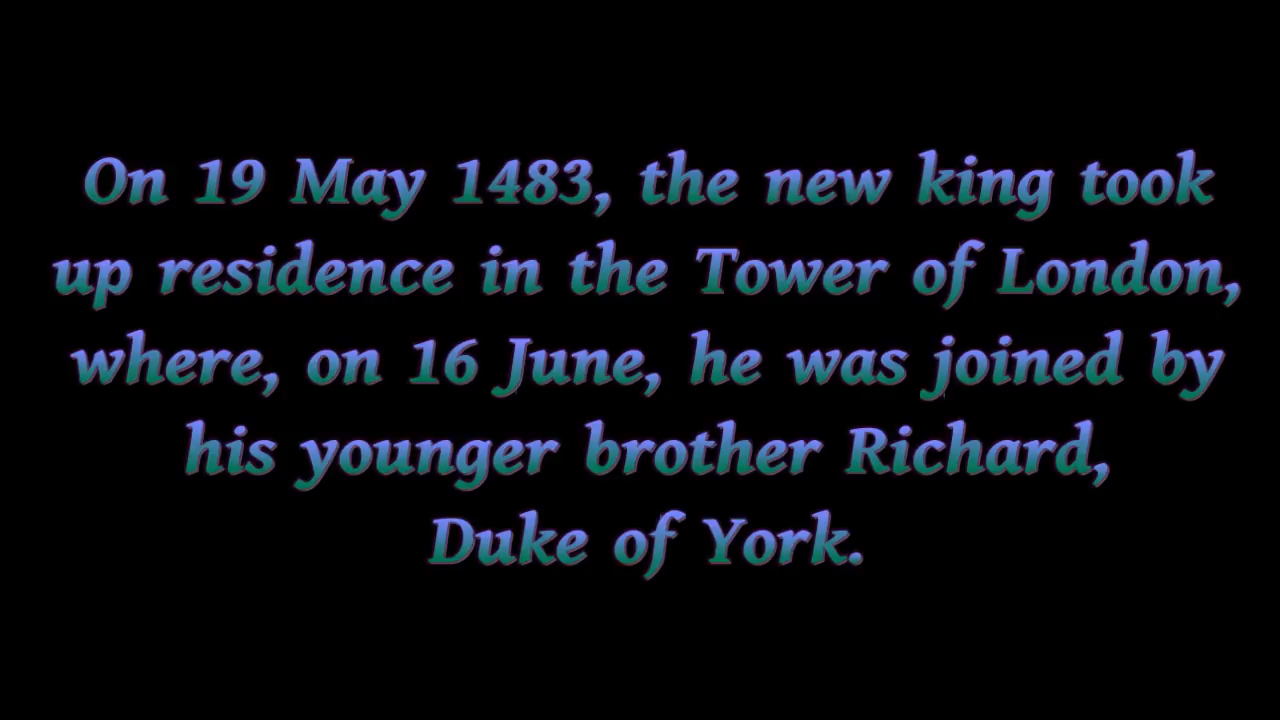 On 19 May 1483, the new king took
up residence in the Tower of London,
where, on 16 June, he was joined by
his younger brother Richard,
Duke of York.